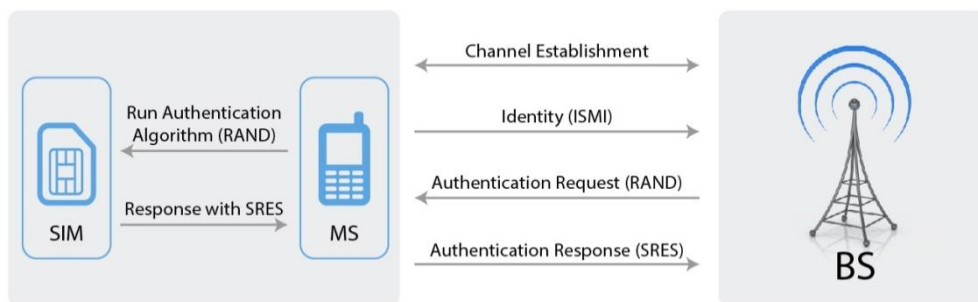 Channel Establishment
Run Authentication
Algorithm (RAND)
Identity (ISMI)
Authentication Request (RAND)
Response with SRES
SIM
MS
Authentication Response (SRES)
BS